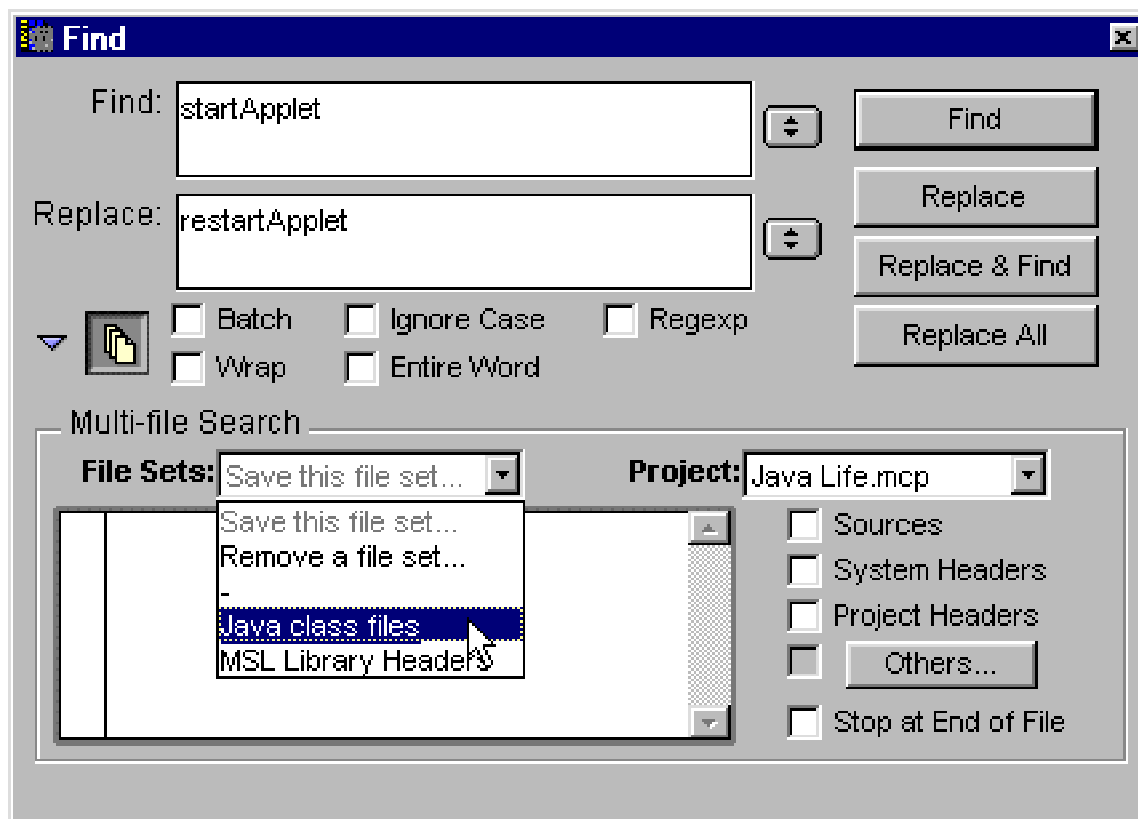 Find
Find: startApplet
Find
Replace: restartApplet
Replace
Replace & Find
Batch Ignore Case Regexp
Replace All
Wrap Entire Word
Multi-file Search
File Sets: Save this file set... Project: Java Life.mcp
Save this file set...
Remove a file set...
-
Java class files
MSL Library Headers
Sources
System Headers
Project Headers
Others...
Stop at End of File